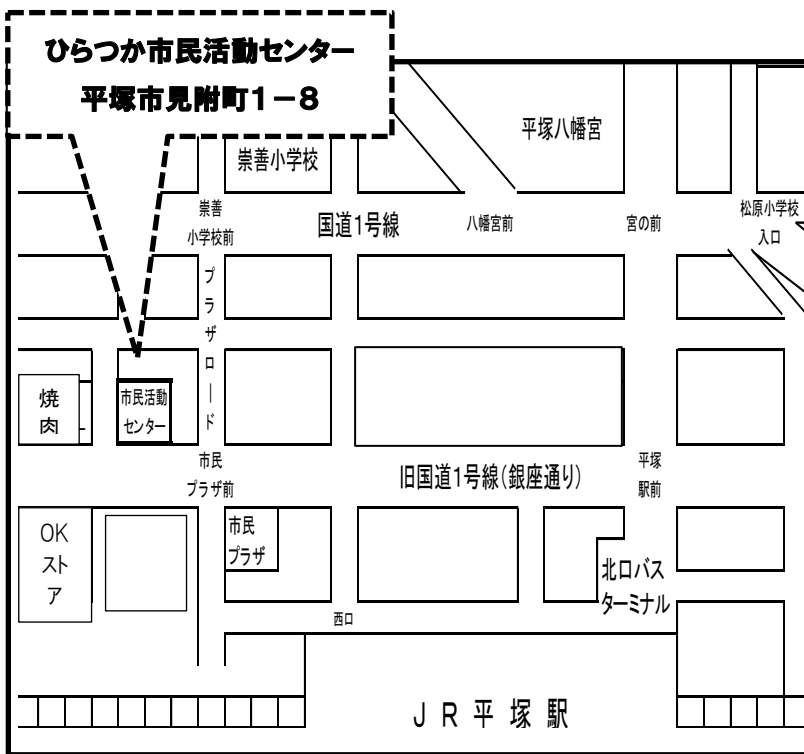 ひらつか市民活動センター
平塚市見附町1－8
平塚八幡宮
崇善小学校
崇善
小学校前
国道1号線
八幡宮前
宮の前
松原小学校
入口
プラザロード
焼
肉
市民活動
センター
市民
プラザ前
旧国道1号線(銀座通り)
平塚
駅前
OK
スト
ア
市民
プラザ
北口バス
ターミナル
西口
ＪＲ平塚駅